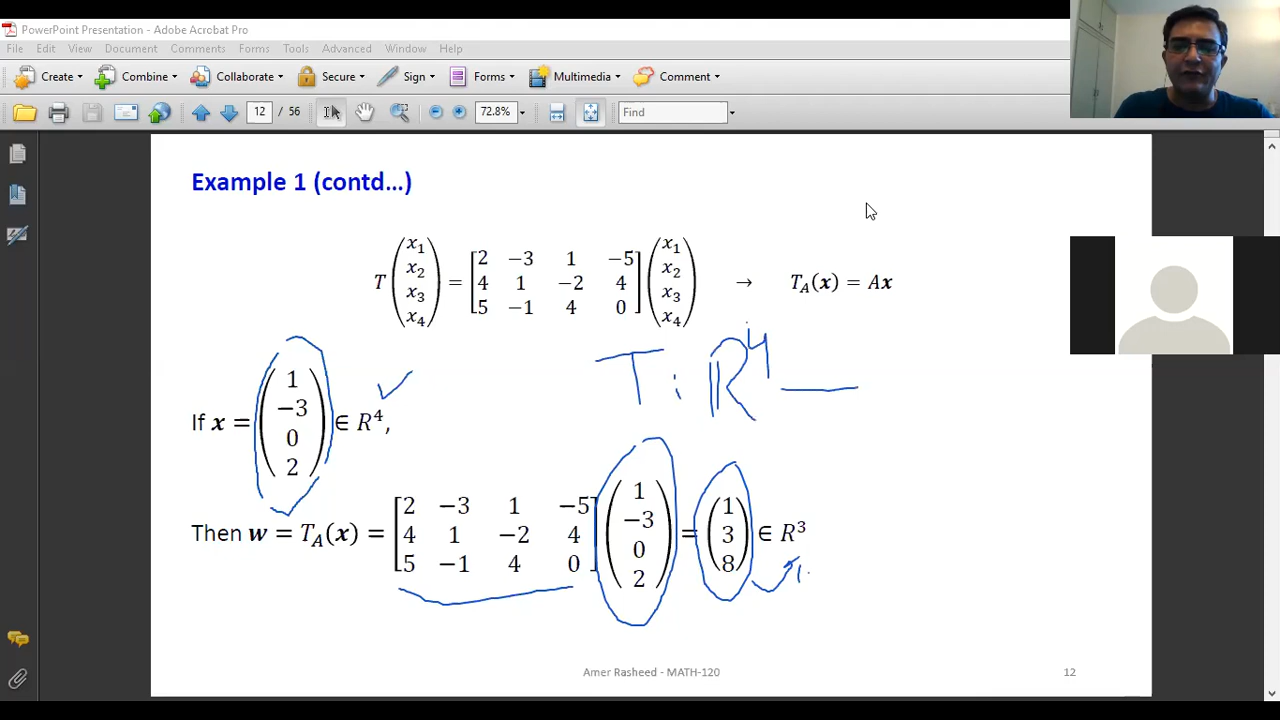 PowerPoint Presentation - Adobe Acrobat Pro
File Edit View Document Comments Forms Tools Advanced Window Help
Create Combine Collaborate Secure Sign Forms Multimedia Comment
12 / 56 72.8% Find
Example 1 (contd...)
T (x₁ x₂ x₃ x₄) = [2 −3 1 −5; 4 1 −2 4; 5 −1 4 0] (x₁ x₂ x₃ x₄) → T_A(x) = Ax
T : ℝ⁴
If x = (1 −3 0 2) ∈ R⁴,
Then w = T_A(x) = [2 −3 1 −5; 4 1 −2 4; 5 −1 4 0] (1 −3 0 2) = (1 3 8) ∈ R³
Amer Rasheed - MATH-120 12